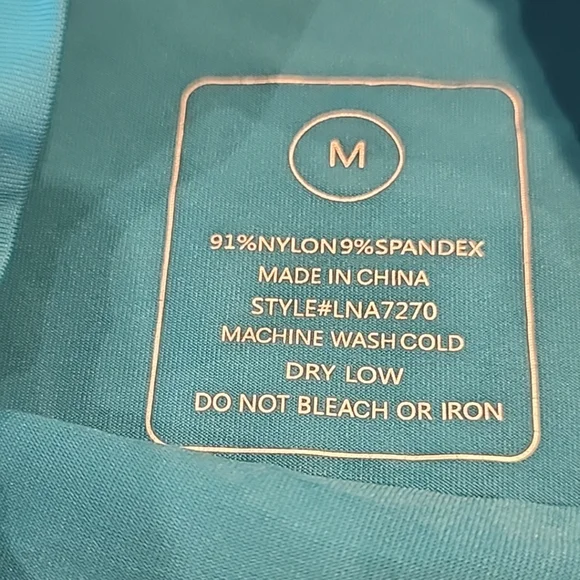 M
91%NYLON9%SPANDEX
MADE IN CHINA
STYLE#LNA7270
MACHINE WASH COLD
DRY LOW
DO NOT BLEACH OR IRON